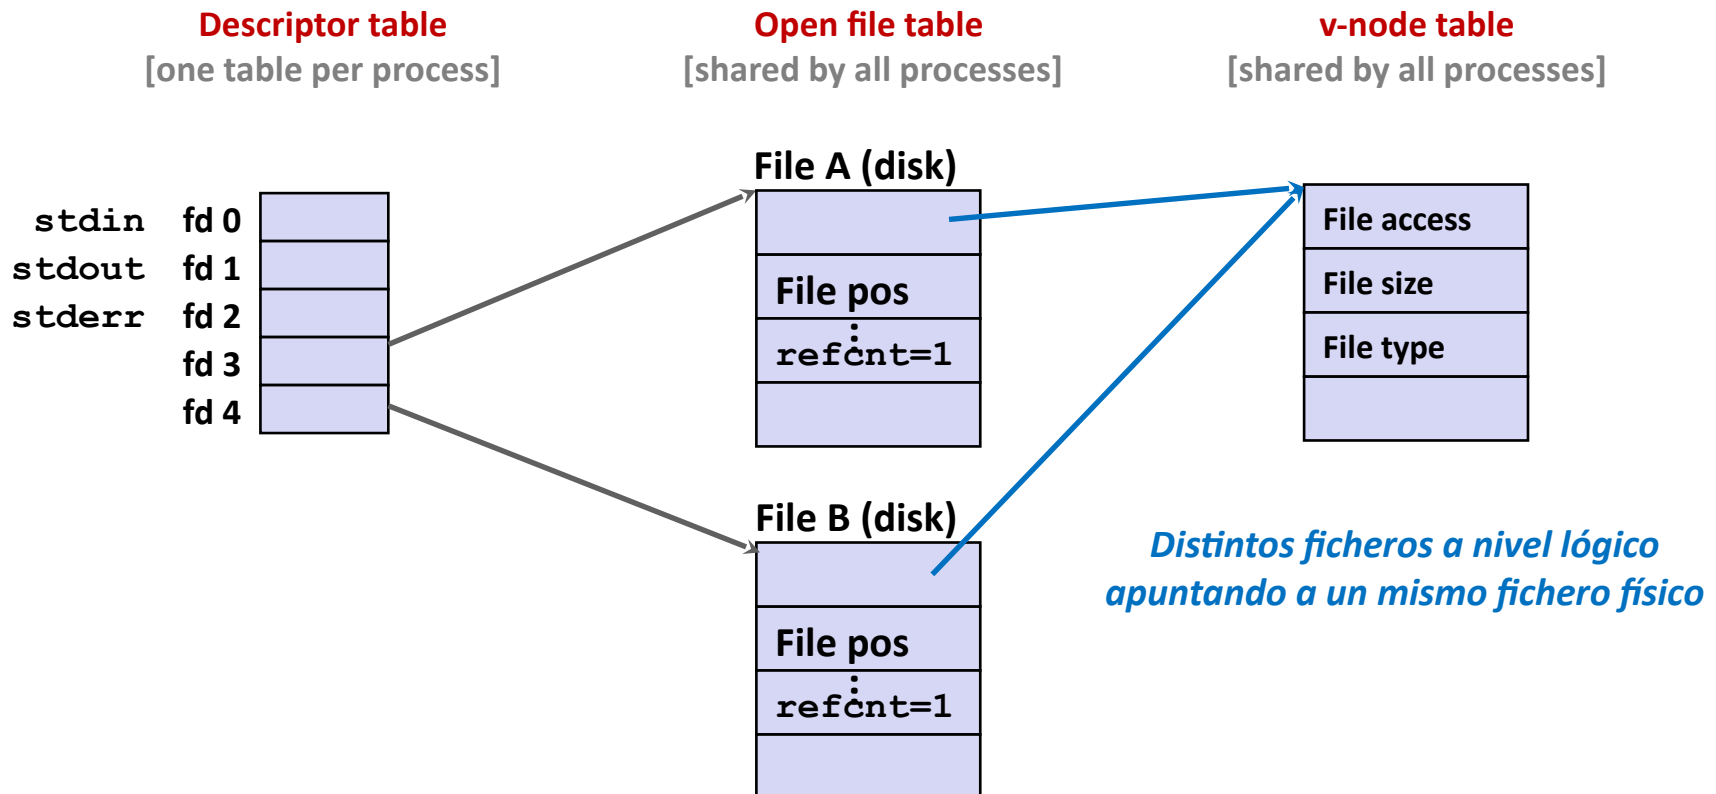 Descriptor table
[one table per process]
Open file table
[shared by all processes]
v-node table
[shared by all processes]
stdin fd 0
stdout fd 1
stderr fd 2
fd 3
fd 4
File A (disk)
File pos
refcnt=1
File B (disk)
File pos
refcnt=1
File access
File size
File type
Distintos ficheros a nivel lógico
apuntando a un mismo fichero físico